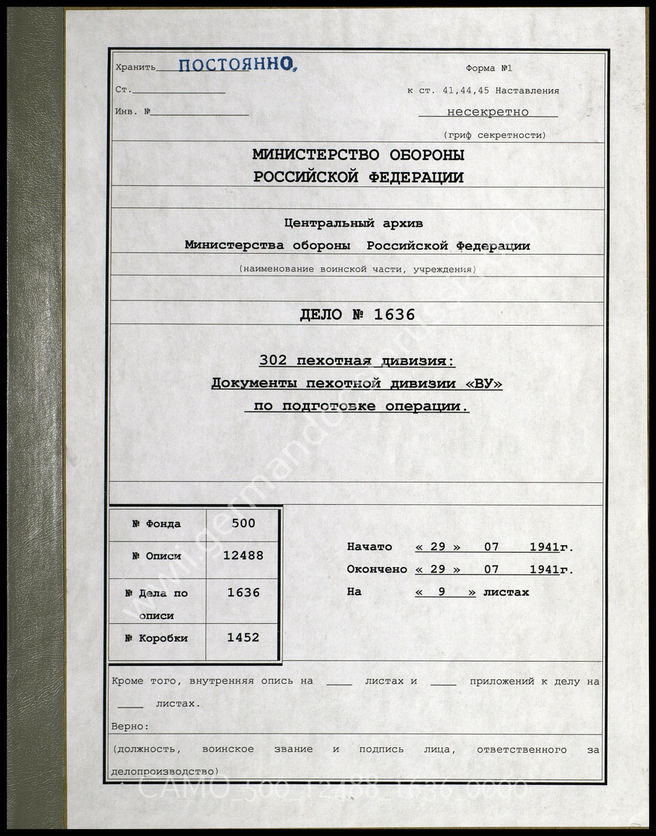 Хранить ПОСТОЯННО,
Форма №1
Ст.
к ст. 41,44,45 Наставления
Инв. №
несекретно
(гриф секретности)
МИНИСТЕРСТВО ОБОРОНЫ
РОССИЙСКОЙ ФЕДЕРАЦИИ
Центральный архив
Министерства обороны Российской Федерации
(наименование воинской части, учреждения)
ДЕЛО № 1636
302 пехотная дивизия:
Документы пехотной дивизии «ВУ»
по подготовке операции.
№ Фонда 500
№ Описи 12488
№ Дела по описи 1636
№ Коробки 1452
Начато « 29 » 07 1941г.
Окончено « 29 » 07 1941г.
На « 9 » листах
Кроме того, внутренняя опись на ___ листах и ___ приложений к делу на
___ листах.
Верно:
(должность, воинское звание и подпись лица, ответственного за
делопроизводство)